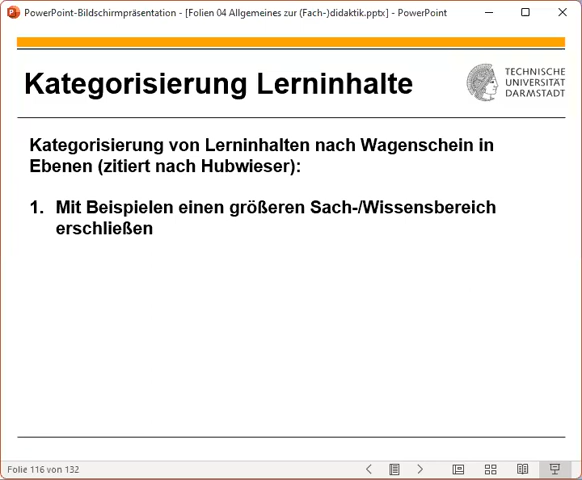 PowerPoint-Bildschirmpräsentation - [Folien 04 Allgemeines zur (Fach-)didaktik.pptx] - PowerPoint
Kategorisierung Lerninhalte
TECHNISCHE
UNIVERSITÄT
DARMSTADT
Kategorisierung von Lerninhalten nach Wagenschein in
Ebenen (zitiert nach Hubwieser):
1. Mit Beispielen einen größeren Sach-/Wissensbereich
erschließen
Folie 116 von 132